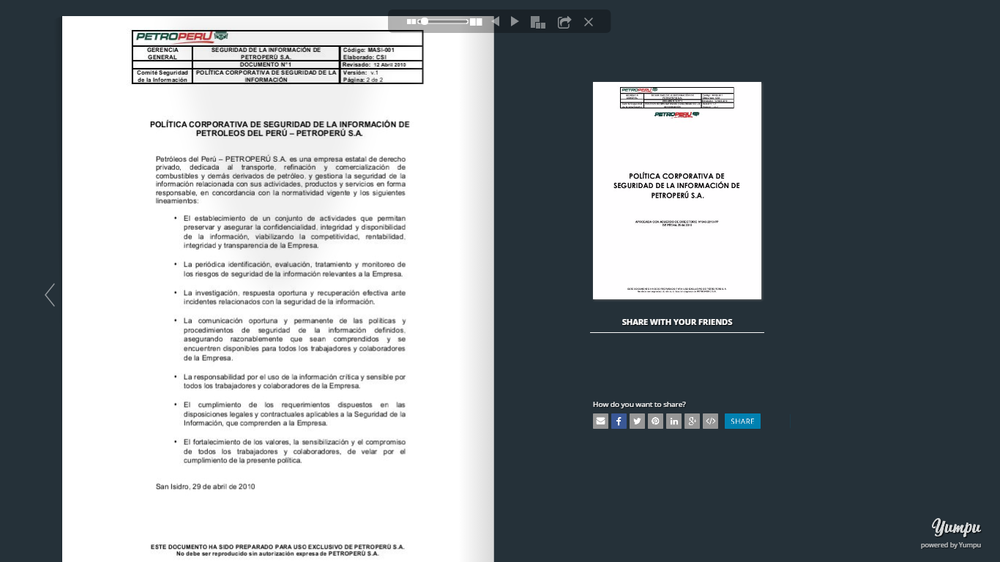 PETROPERÚ
GERENCIA
GENERAL
SEGURIDAD DE LA INFORMACIÓN DE
PETROPERÚ S.A.
Código: MASI-001
Elaborado: CSI
DOCUMENTO N°1
Revisado: 12 Abril 2010
Comité Seguridad
de la Información
POLÍTICA CORPORATIVA DE SEGURIDAD DE LA
INFORMACIÓN
Versión: v.1
Página: 2 de 2
POLÍTICA CORPORATIVA DE SEGURIDAD DE LA INFORMACIÓN DE
PETROLEOS DEL PERÚ – PETROPERÚ S.A.
Petróleos del Perú – PETROPERÚ S.A. es una empresa estatal de derecho
privado, dedicada al transporte, refinación y comercialización de
combustibles y demás derivados de petróleo, y gestiona la seguridad de la
información relacionada con sus actividades, productos y servicios en forma
responsable, en concordancia con la normatividad vigente y los siguientes
lineamientos:
• El establecimiento de un conjunto de actividades que permitan
preservar y asegurar la confidencialidad, integridad y disponibilidad
de la información, viabilizando la competitividad, rentabilidad,
integridad y transparencia de la Empresa.
• La periódica identificación, evaluación, tratamiento y monitoreo de
los riesgos de seguridad de la información relevantes a la Empresa.
• La investigación, respuesta oportuna y recuperación efectiva ante
incidentes relacionados con la seguridad de la información.
• La comunicación oportuna y permanente de las políticas y
procedimientos de seguridad de la información definidos,
asegurando razonablemente que sean comprendidos y se
encuentren disponibles para todos los trabajadores y colaboradores
de la Empresa.
• La responsabilidad por el uso de la información crítica y sensible por
todos los trabajadores y colaboradores de la Empresa.
• El cumplimiento de los requerimientos dispuestos en las
disposiciones legales y contractuales aplicables a la Seguridad de la
Información, que comprenden a la Empresa.
• El fortalecimiento de los valores, la sensibilización y el compromiso
de todos los trabajadores y colaboradores, de velar por el
cumplimiento de la presente política.
San Isidro, 29 de abril de 2010
ESTE DOCUMENTO HA SIDO PREPARADO PARA USO EXCLUSIVO DE PETROPERÚ S.A.
No debe ser reproducido sin autorización expresa de PETROPERÚ S.A.
PETROPERÚ
PETROPERÚ
POLÍTICA CORPORATIVA DE
SEGURIDAD DE LA INFORMACIÓN DE
PETROPERÚ S.A.
SHARE WITH YOUR FRIENDS
How do you want to share?
SHARE
Yumpu
powered by Yumpu